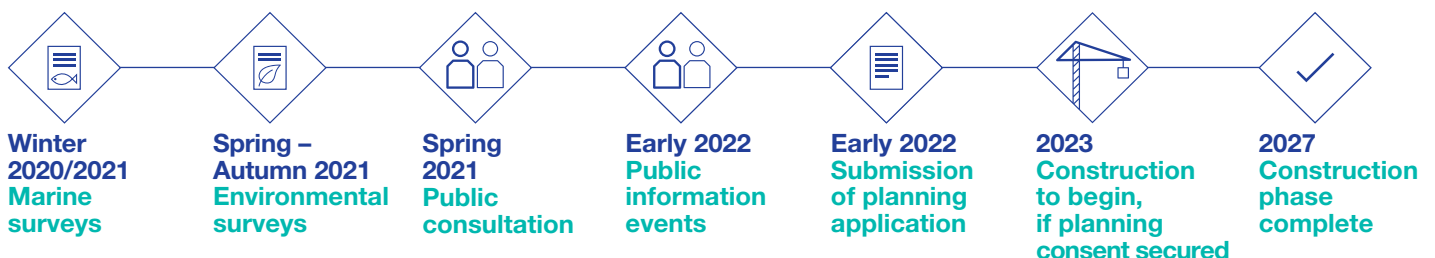 Winter
2020/2021
Marine
surveys
Spring –
Autumn 2021
Environmental
surveys
Spring
2021
Public
consultation
Early 2022
Public
information
events
Early 2022
Submission
of planning
application
2023
Construction
to begin,
if planning
consent secured
2027
Construction
phase
complete